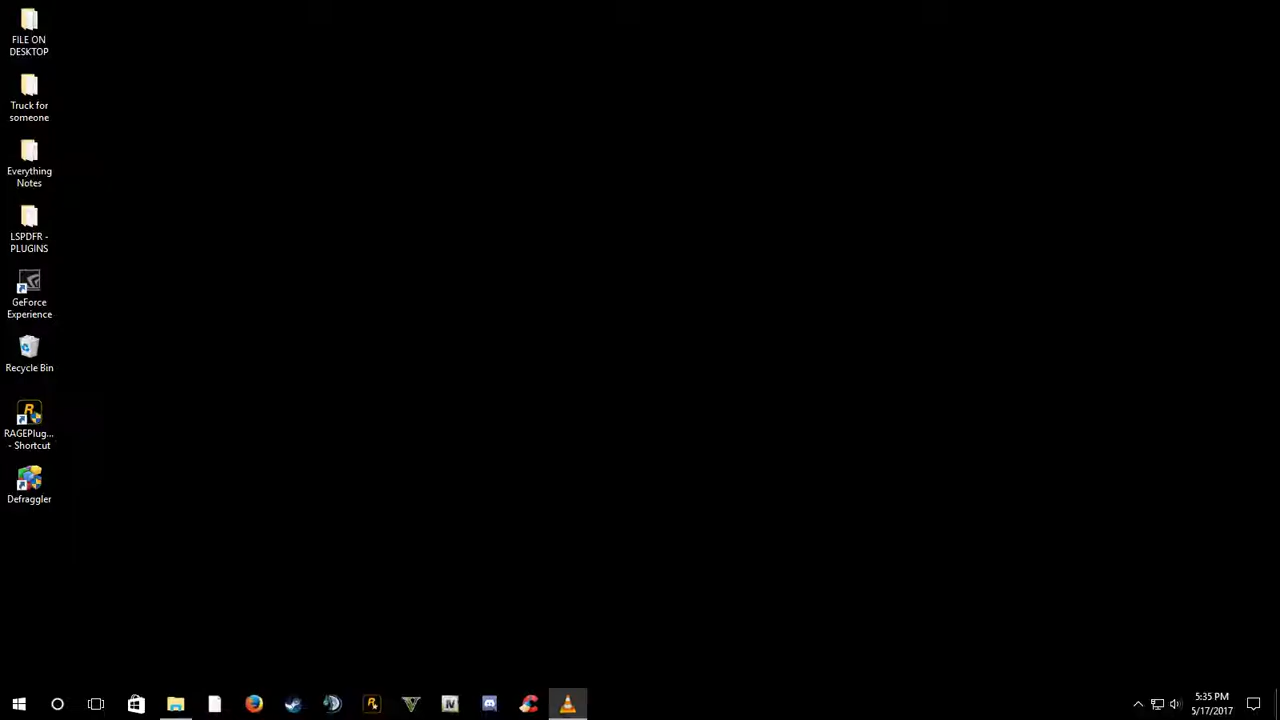 FILE ON
DESKTOP
Truck for
someone
Everything
Notes
LSPDFR -
PLUGINS
GeForce
Experience
Recycle Bin
RAGEPlug...
- Shortcut
Defraggler
5:35 PM
5/17/2017